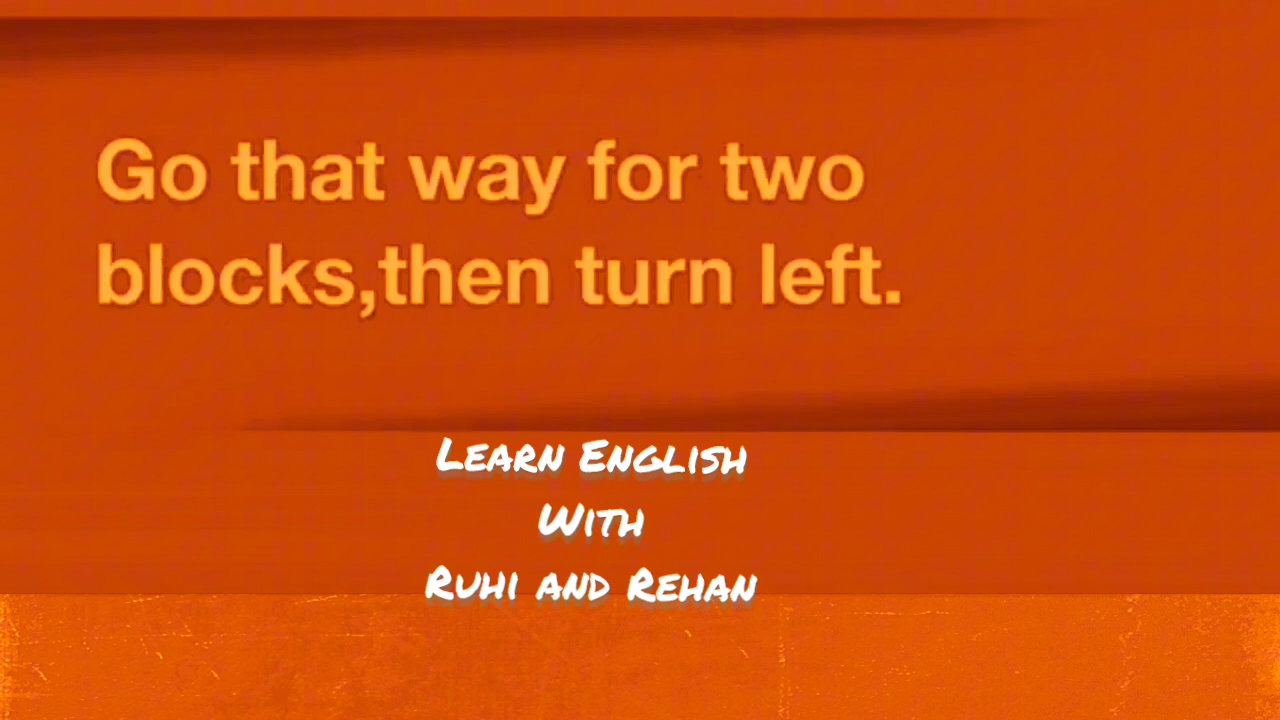 Go that way for two
blocks,then turn left.
Learn English
With
Ruhi and Rehan